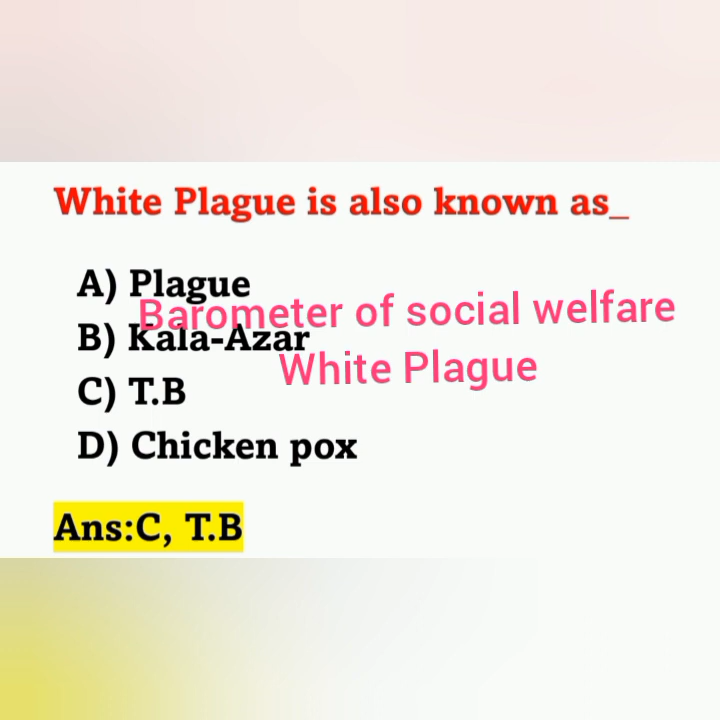 White Plague is also known as_
A) Plague
Barometer of social welfare
B) Kala-Azar
White Plague
C) T.B
D) Chicken pox
Ans:C, T.B